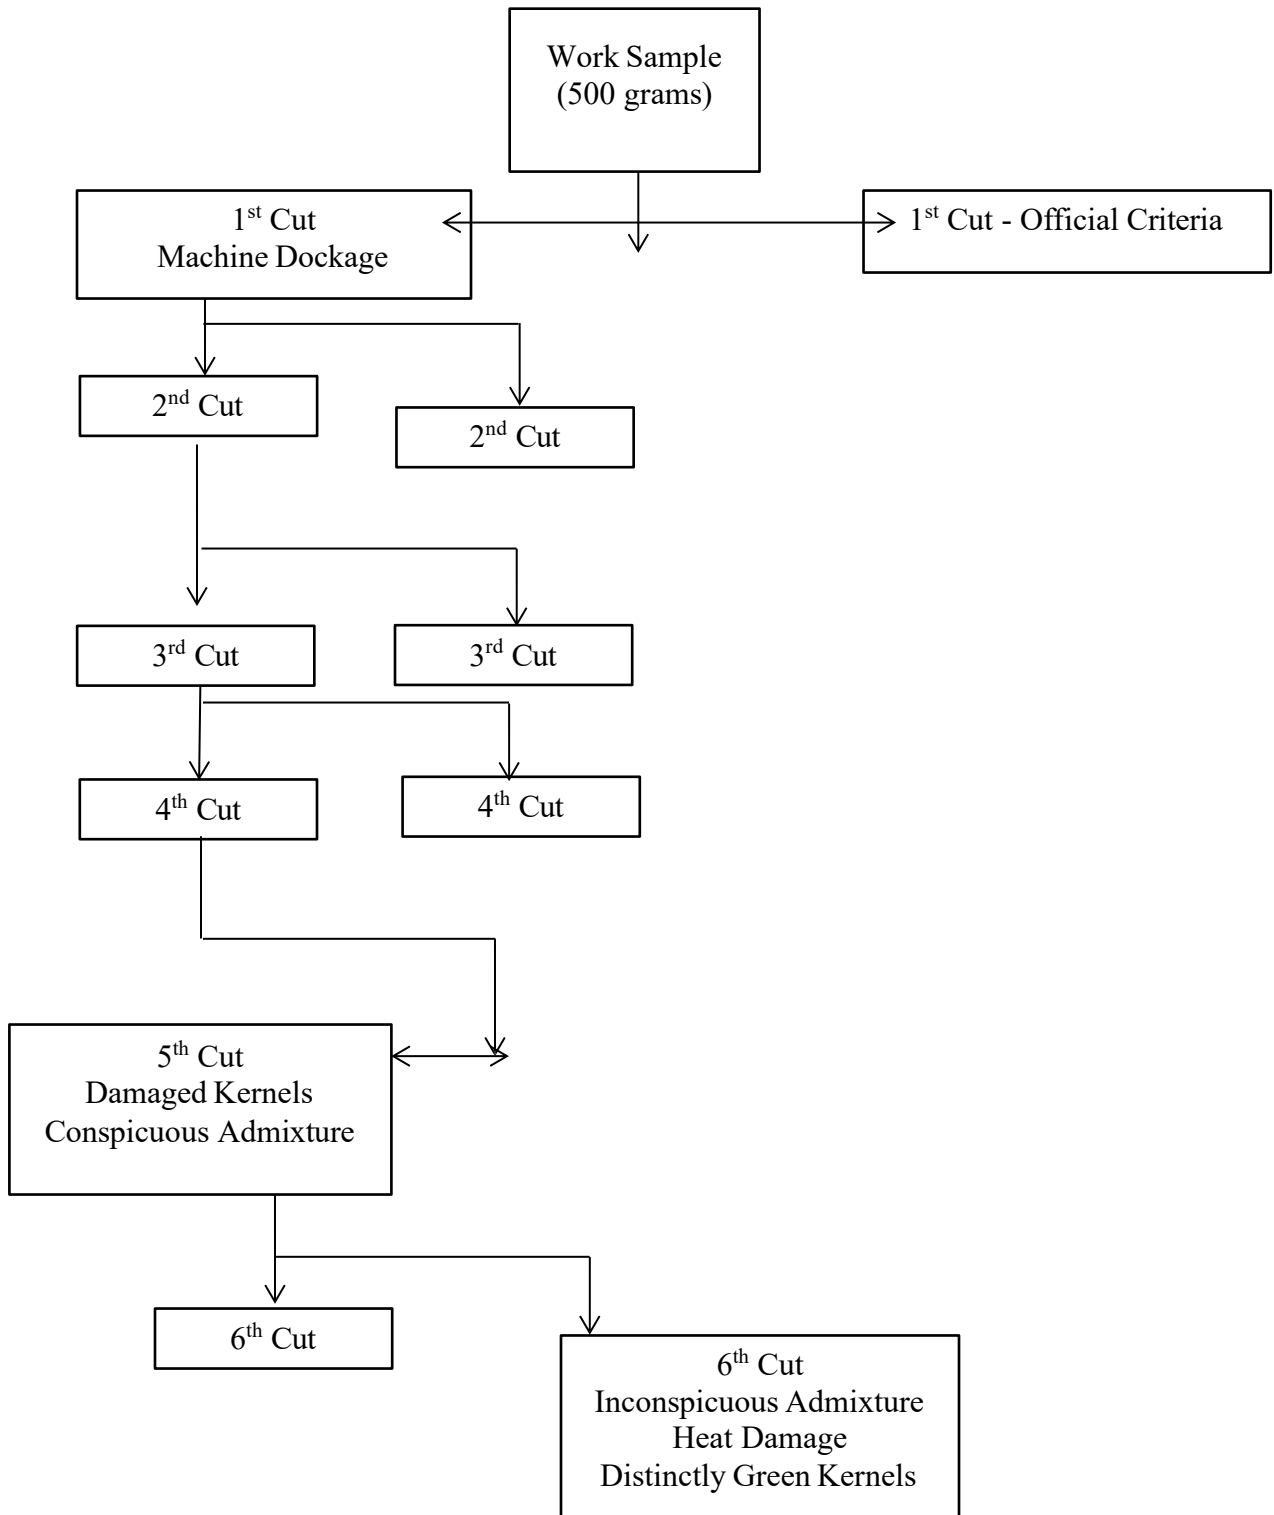 Work Sample
(500 grams)
1st Cut
Machine Dockage
1st Cut - Official Criteria
2nd Cut
2nd Cut
3rd Cut
3rd Cut
4th Cut
4th Cut
5th Cut
Damaged Kernels
Conspicuous Admixture
6th Cut
6th Cut
Inconspicuous Admixture
Heat Damage
Distinctly Green Kernels